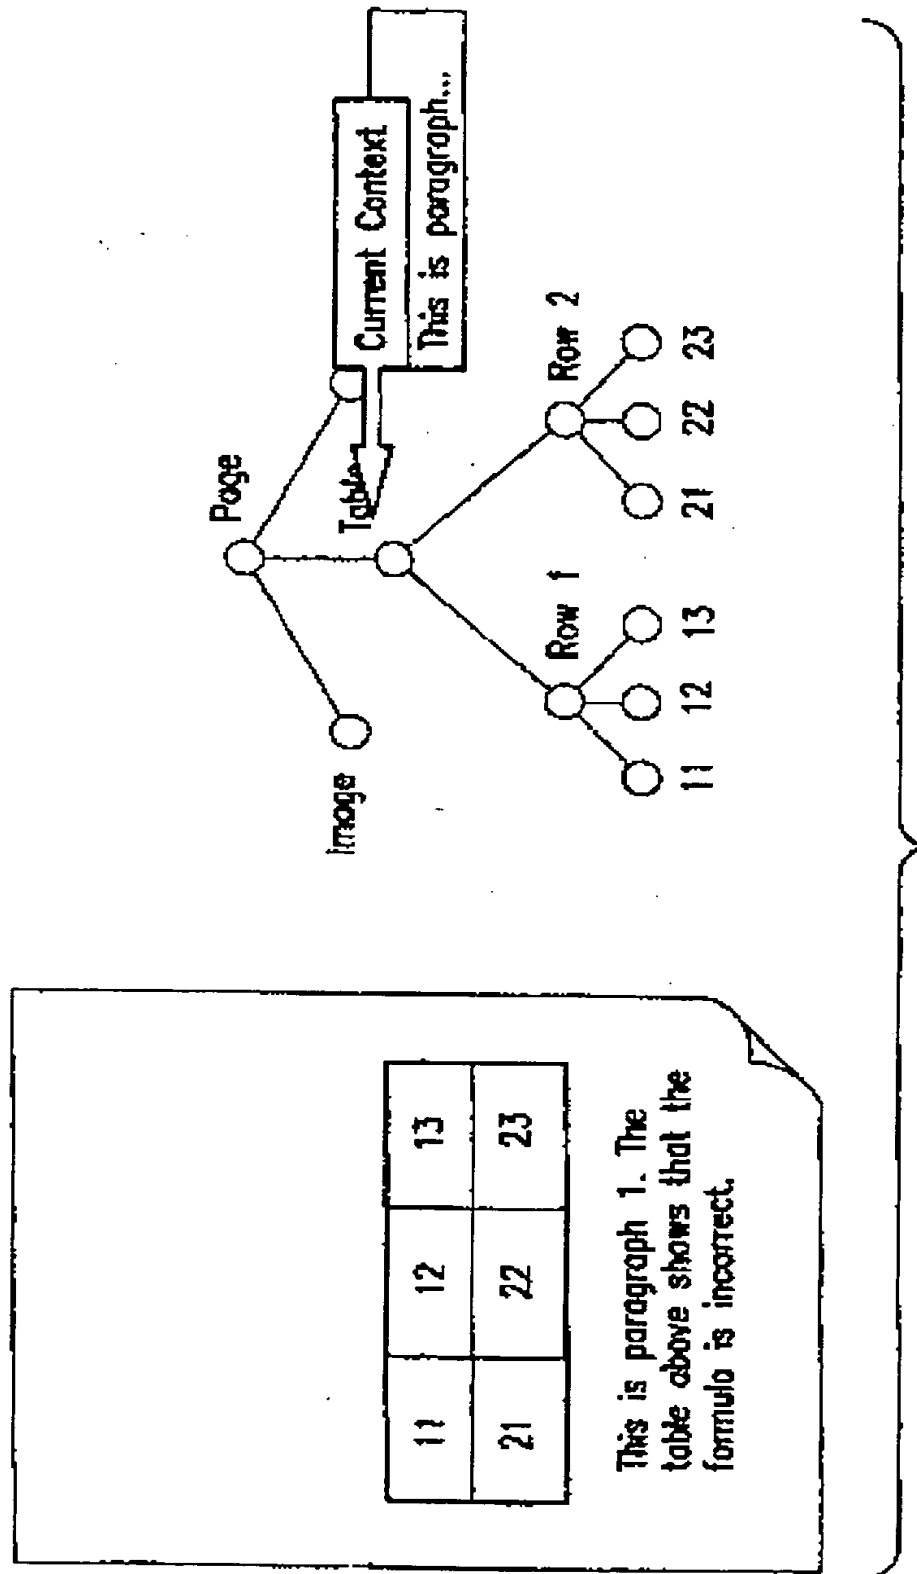 11 12 13
21 22 23
This is paragraph 1. The
table above shows that the
formula is incorrect.
Page
Image
Table
Current Context
This is paragraph...
Row 1
Row 2
11 12 13
21 22 23